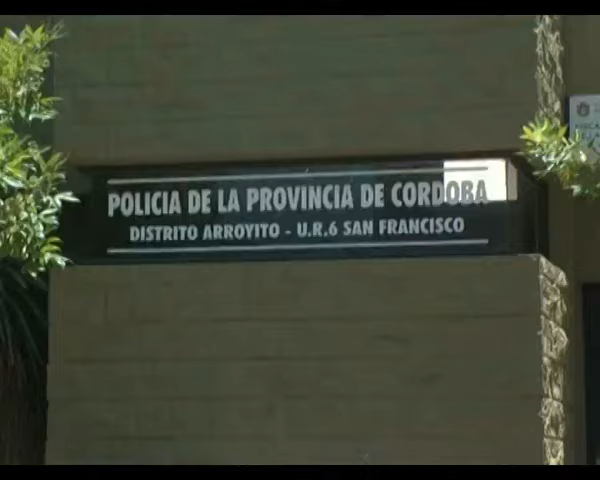 POLICIA DE LA PROVINCIA DE CORDOBA
DISTRITO ARROYITO - U.R.6 SAN FRANCISCO